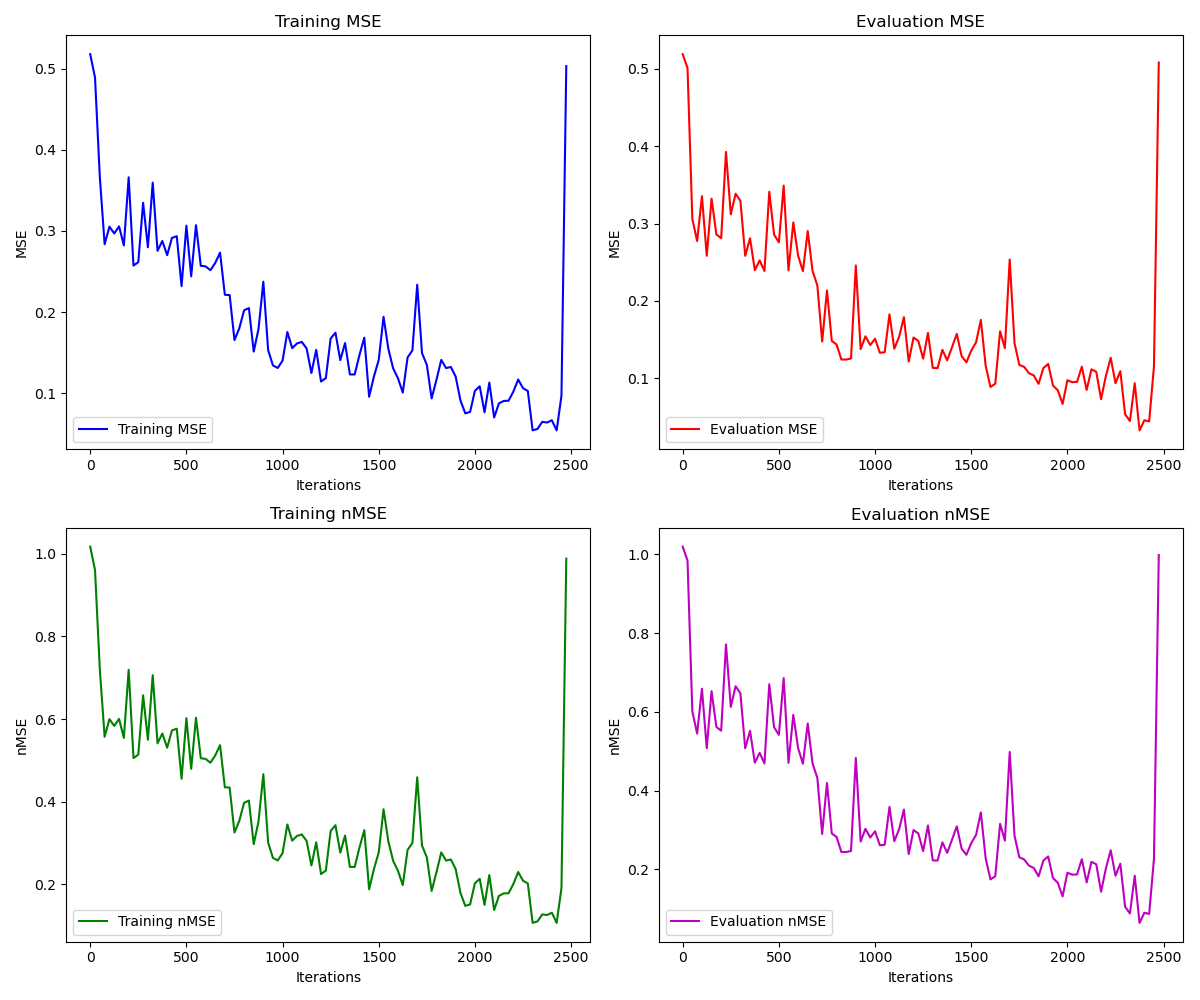 Training MSE
MSE
0.5
0.4
0.3
0.2
0.1
Training MSE
0 500 1000 1500 2000 2500
Iterations
Evaluation MSE
MSE
0.5
0.4
0.3
0.2
0.1
Evaluation MSE
0 500 1000 1500 2000 2500
Iterations
Training nMSE
nMSE
1.0
0.8
0.6
0.4
0.2
Training nMSE
0 500 1000 1500 2000 2500
Iterations
Evaluation nMSE
nMSE
1.0
0.8
0.6
0.4
0.2
Evaluation nMSE
0 500 1000 1500 2000 2500
Iterations